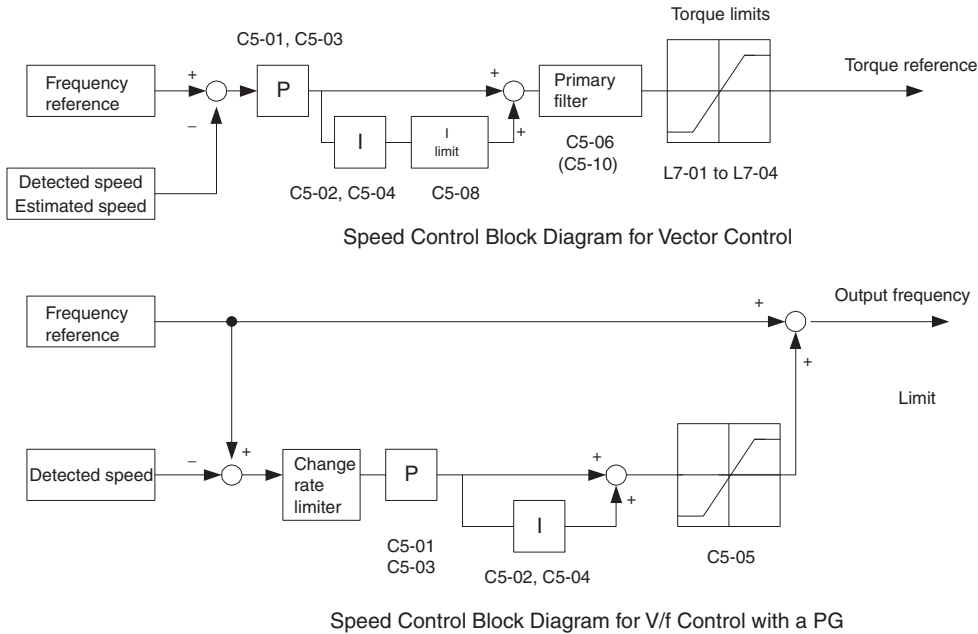 Torque limits
C5-01, C5-03
Frequency
reference
+
−
P
I
I
limit
+
+
Primary
filter
Torque reference
Detected speed
Estimated speed
C5-02, C5-04
C5-08
C5-06
(C5-10)
L7-01 to L7-04
Speed Control Block Diagram for Vector Control
Frequency
reference
+
Output frequency
+
Limit
Detected speed
−
+
Change
rate
limiter
P
I
+
+
C5-01
C5-03
C5-02, C5-04
C5-05
Speed Control Block Diagram for V/f Control with a PG